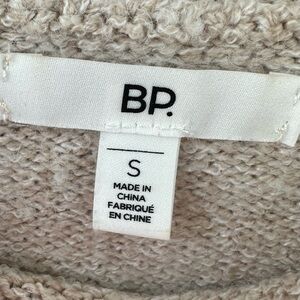 BP.
S
MADE IN
CHINA
FABRIQUÉ
EN CHINE